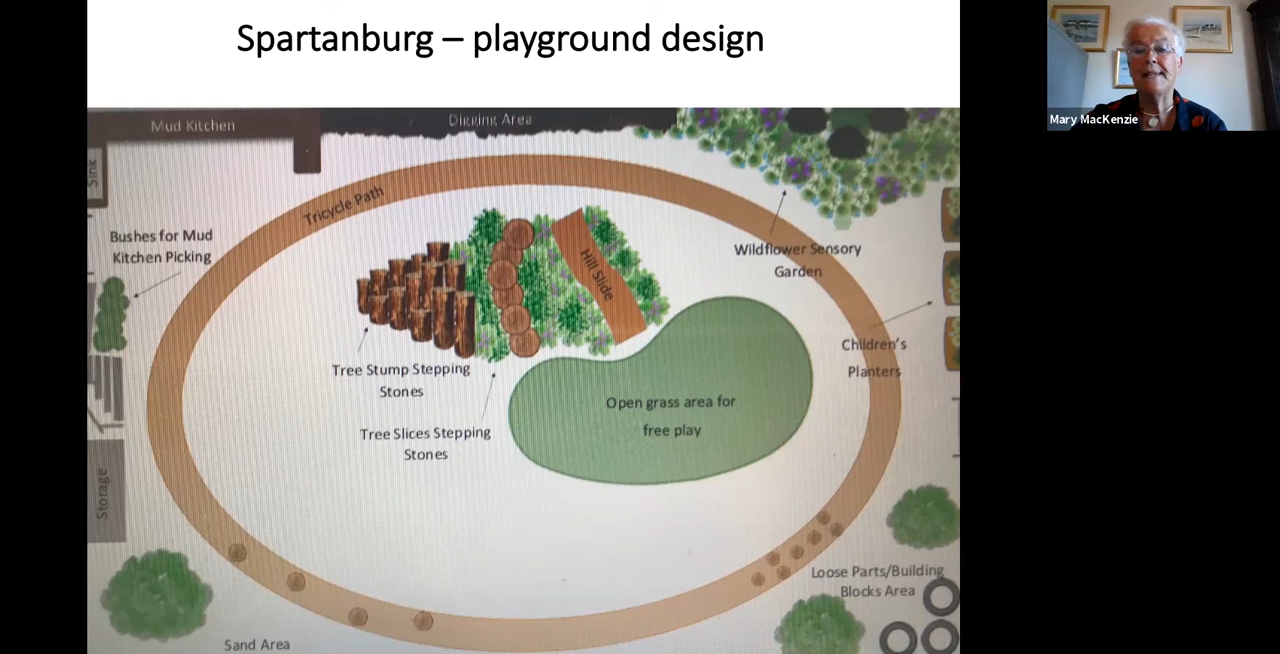 Spartanburg – playground design
Mary MacKenzie
Mud Kitchen
Digging Area
Sink
Tricycle Path
Bushes for Mud
Kitchen Picking
Hill Slide
Wildflower Sensory
Garden
Children's
Planters
Tree Stump Stepping
Stones
Open grass area for
free play
Tree Slices Stepping
Stones
Storage
Loose Parts/Building
Blocks Area
Sand Area